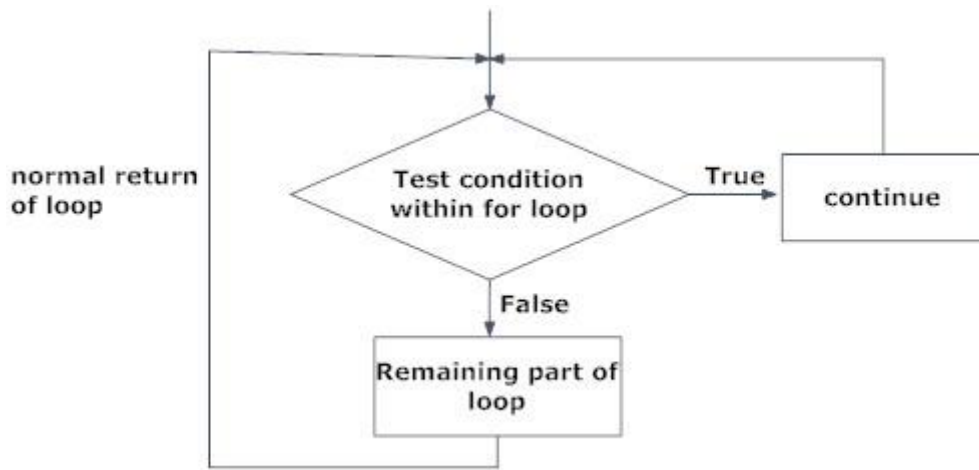 normal return
of loop
Test condition
within for loop
True
continue
False
Remaining part of
loop